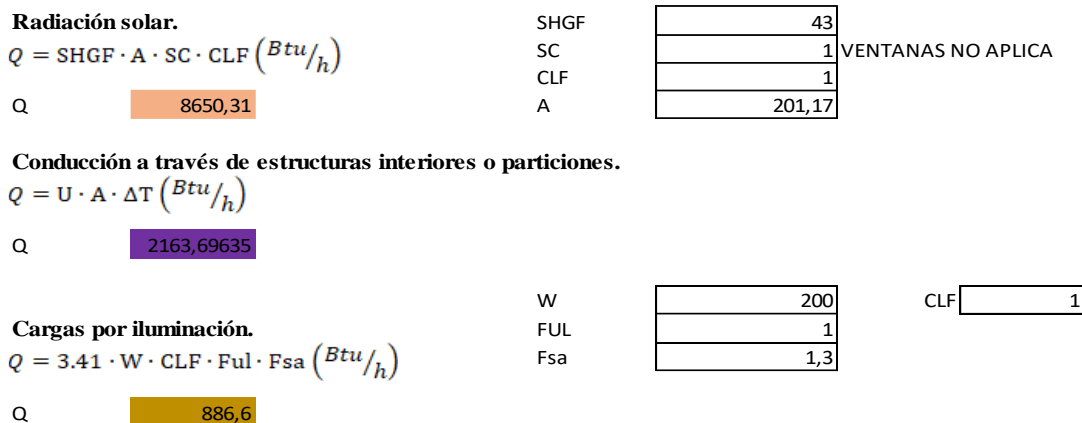 Radiación solar.
SHGF 43
Q = SHGF · A · SC · CLF (Btu/h)
SC 1 VENTANAS NO APLICA
CLF 1
Q 8650,31
A 201,17
Conducción a través de estructuras interiores o particiones.
Q = U · A · ΔT (Btu/h)
Q 2163,69635
W 200
CLF 1
Cargas por iluminación.
FUL 1
Q = 3.41 · W · CLF · Ful · Fsa (Btu/h)
Fsa 1,3
Q 886,6